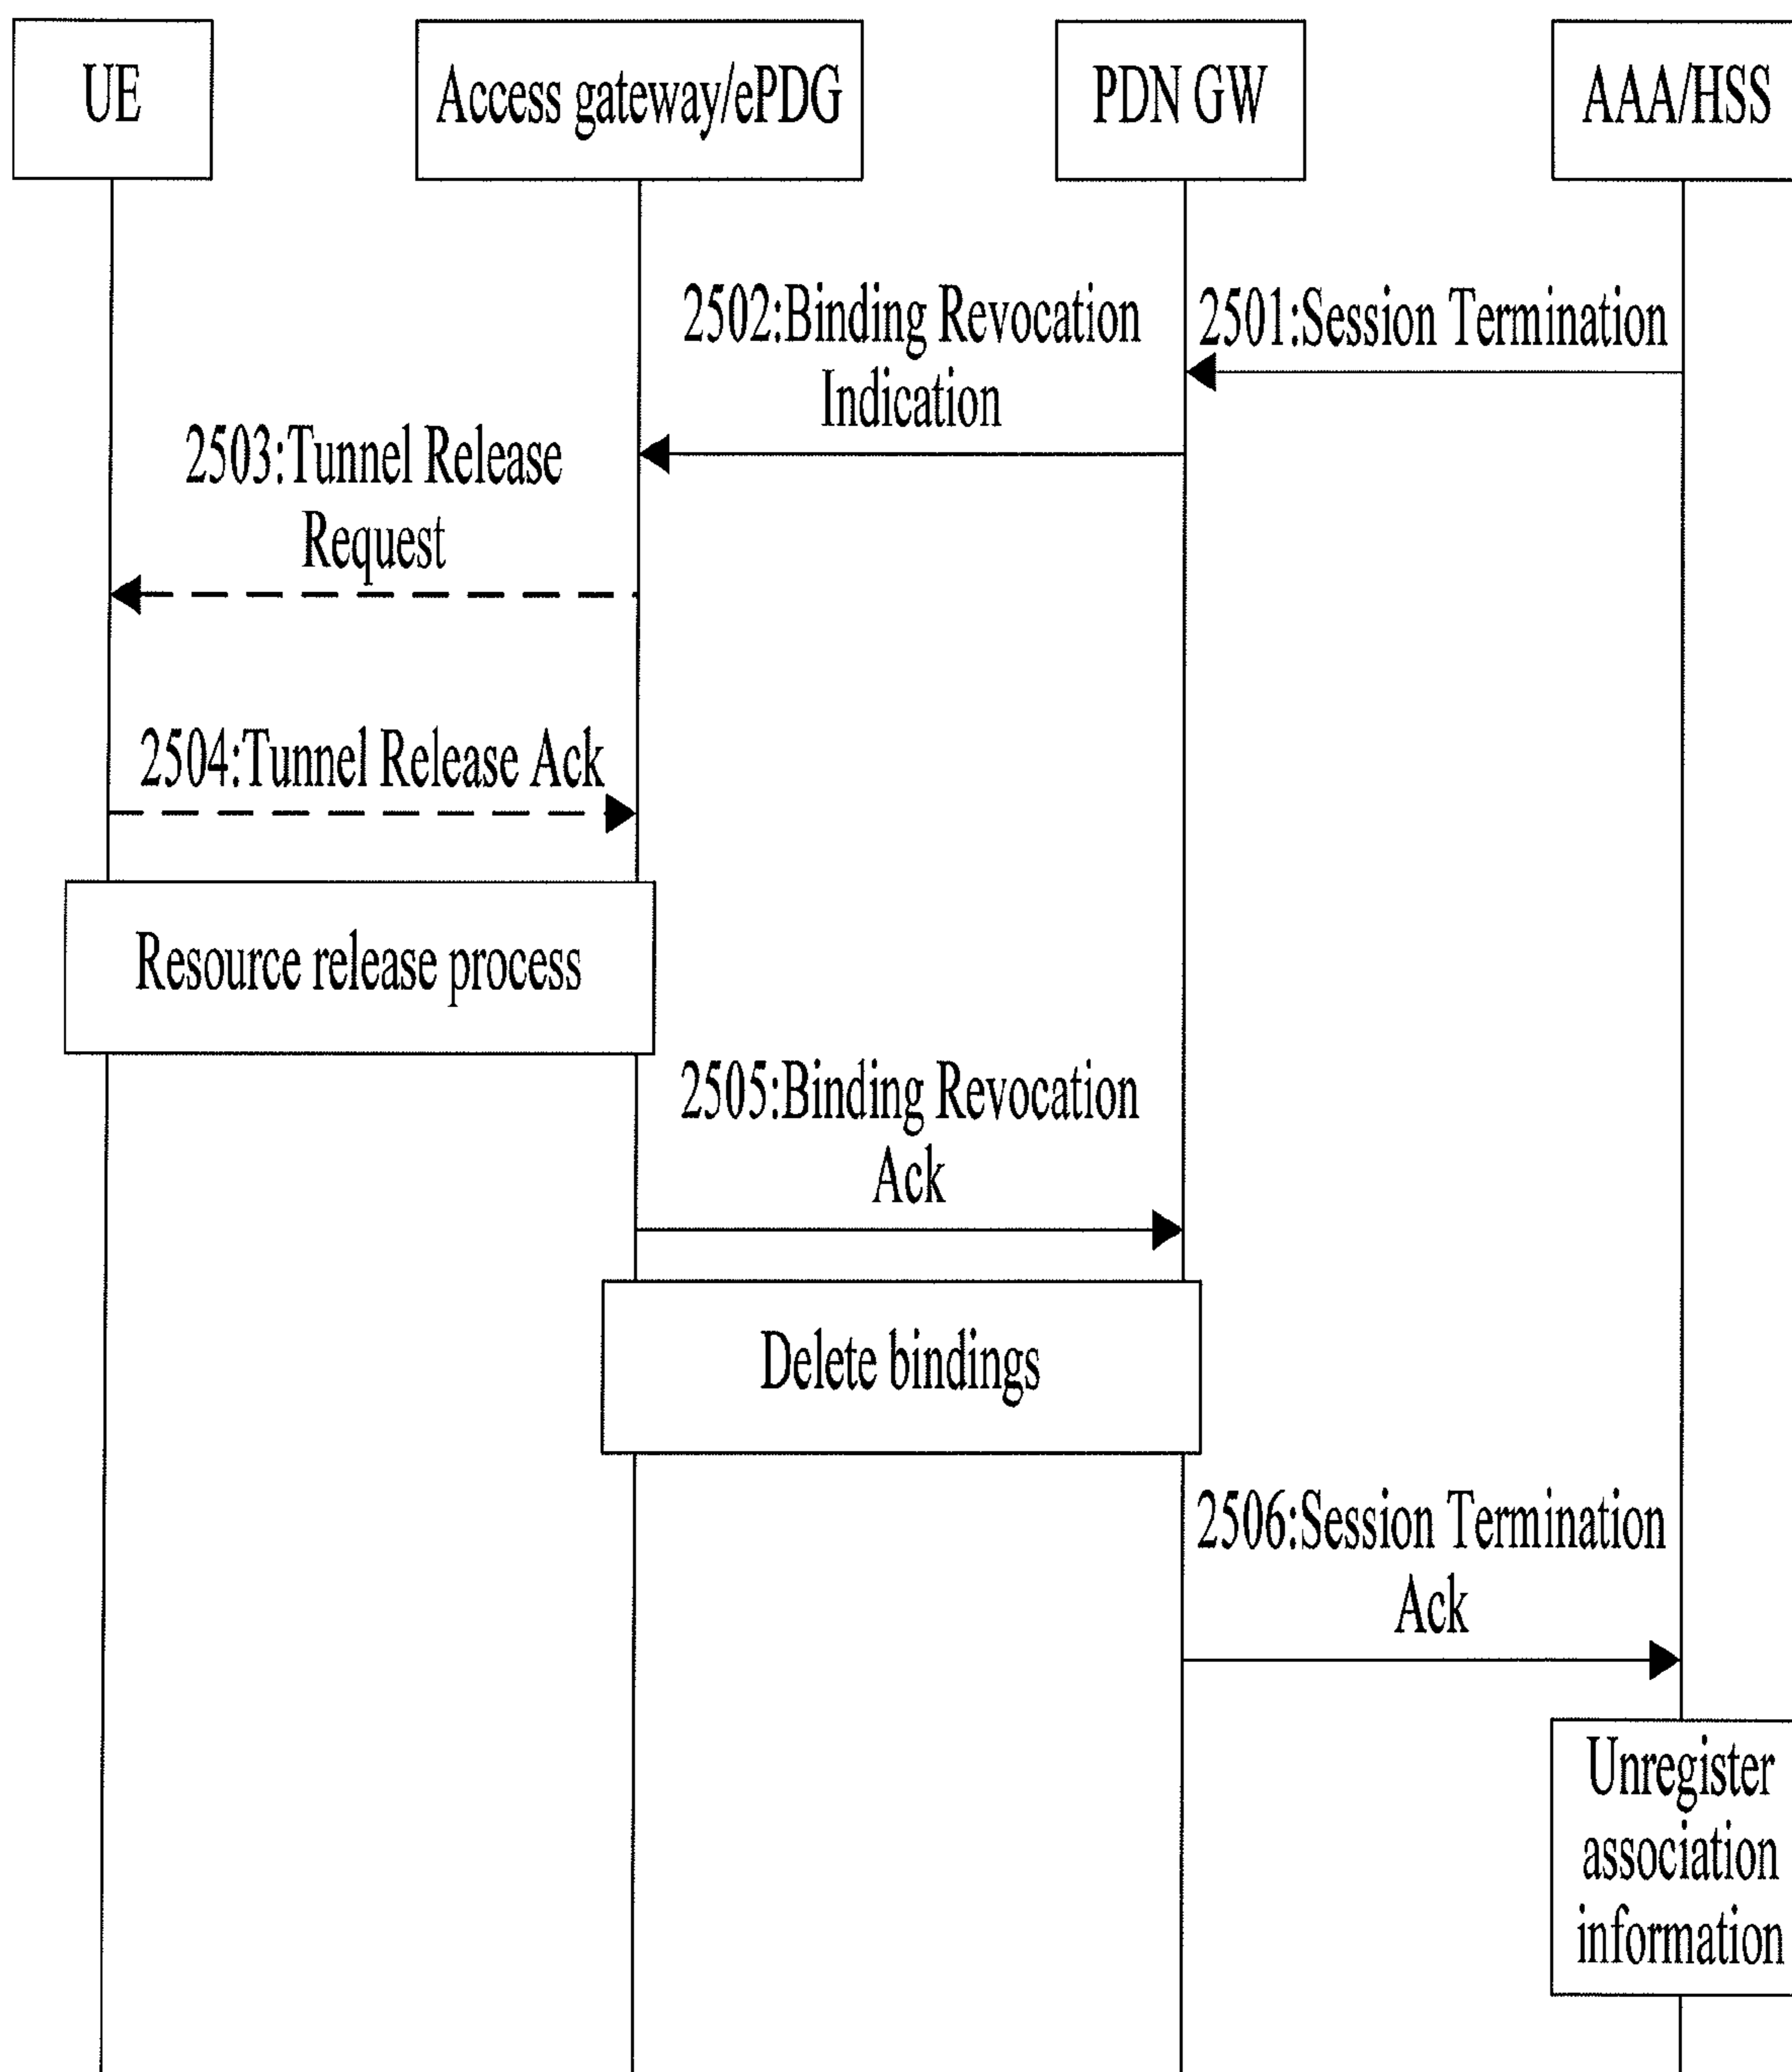 UE
Access gateway/ePDG
PDN GW
AAA/HSS
2501:Session Termination
2502:Binding Revocation
Indication
2503:Tunnel Release
Request
2504:Tunnel Release Ack
Resource release process
2505:Binding Revocation
Ack
Delete bindings
2506:Session Termination
Ack
Unregister
association
information